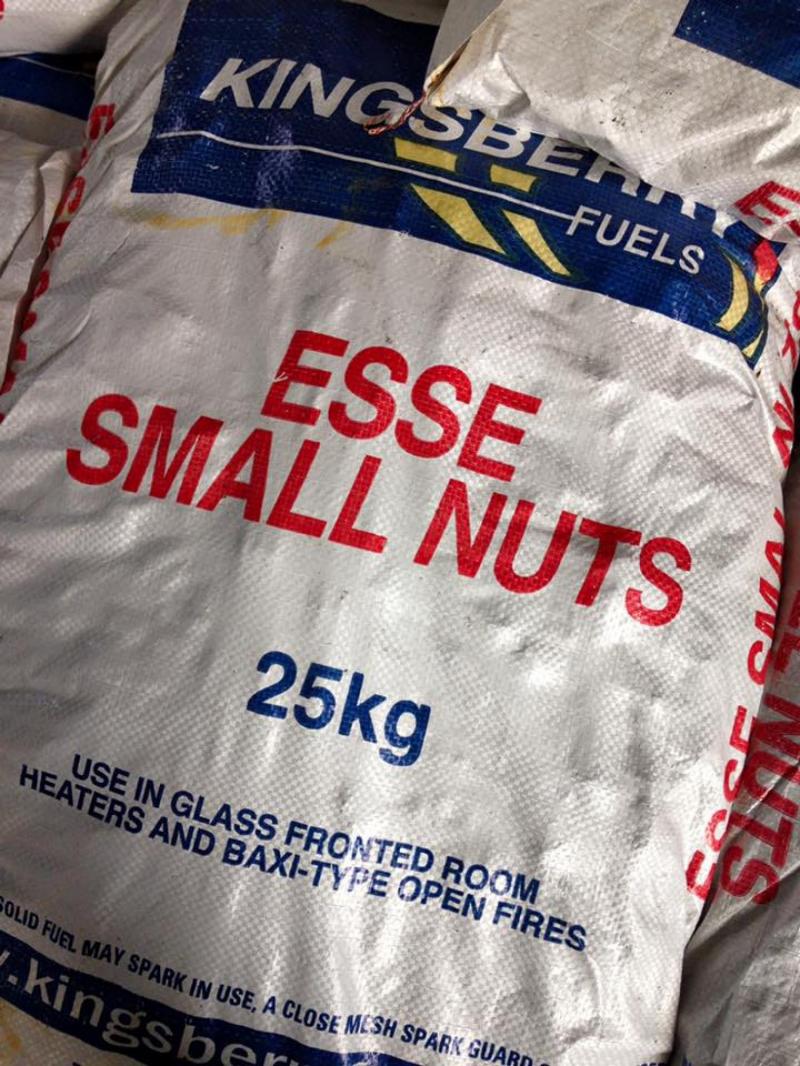 KINGSBERRY
FUELS
ESSE
SMALL NUTS
25kg
USE IN GLASS FRONTED ROOM
HEATERS AND BAXI-TYPE OPEN FIRES
SOLID FUEL MAY SPARK IN USE, A CLOSE MESH SPARK GUARD
.kingsber
ESSE SMALL NUTS